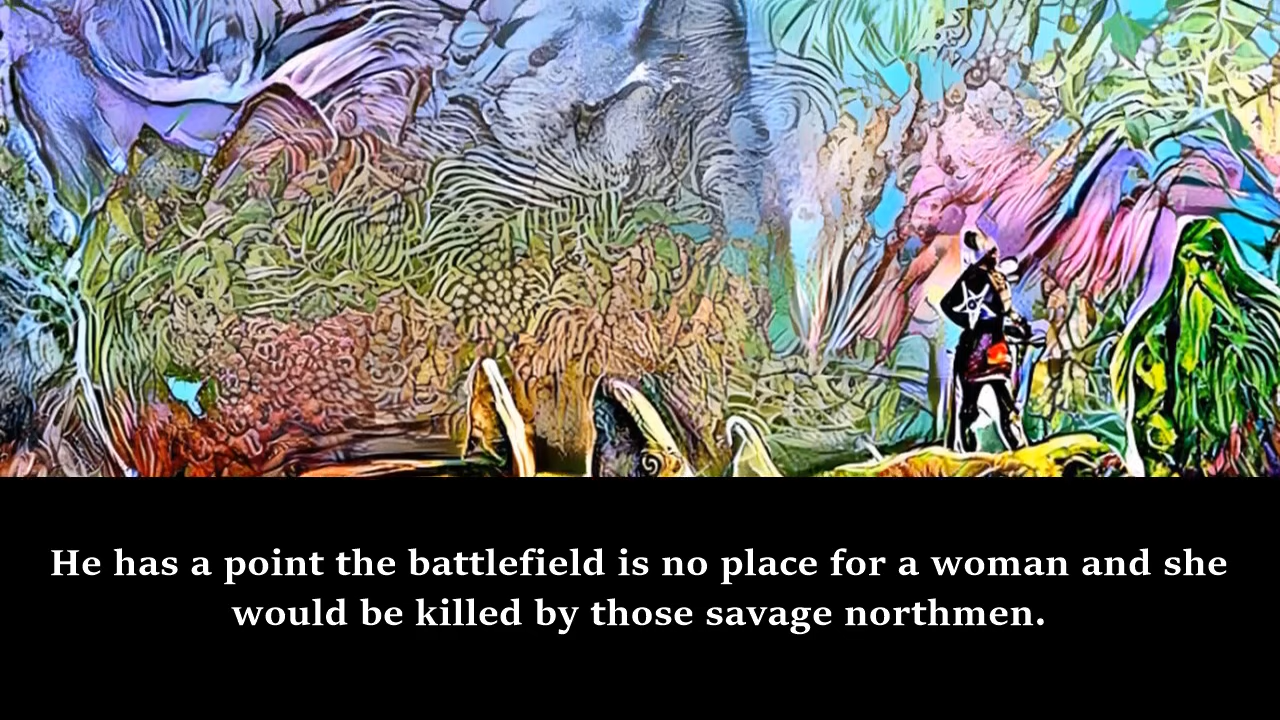 He has a point the battlefield is no place for a woman and she
would be killed by those savage northmen.